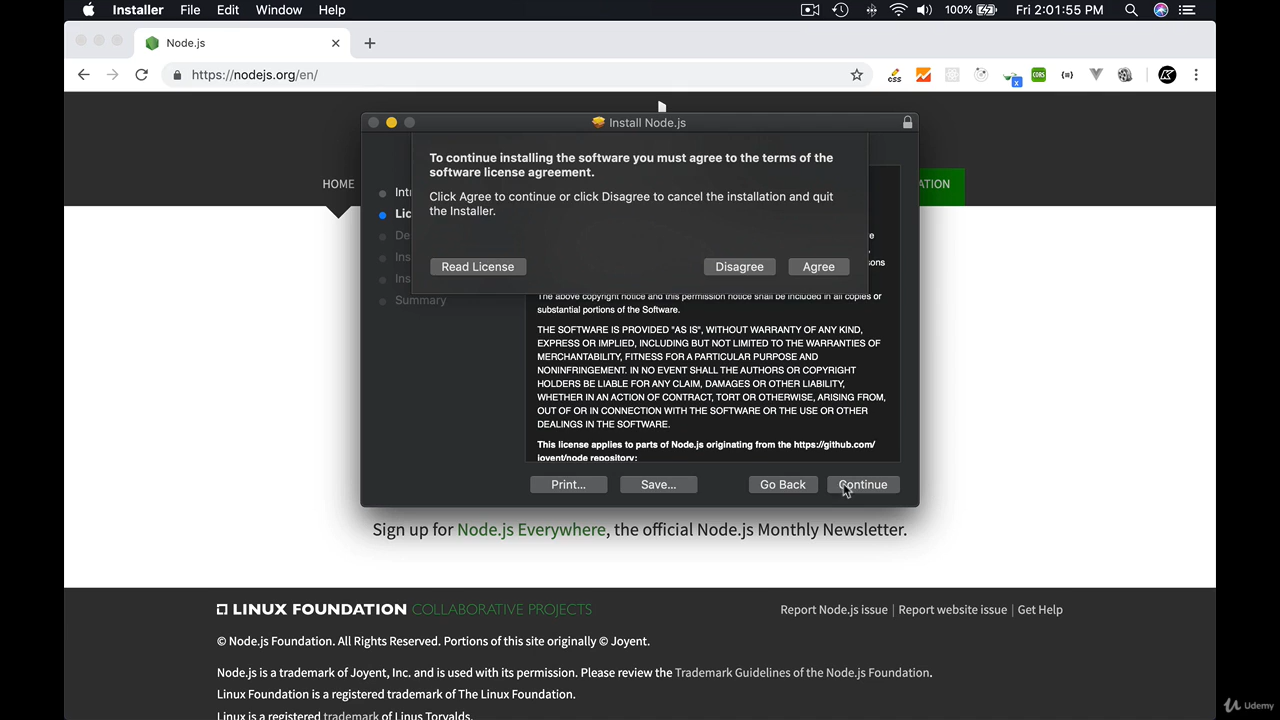 Installer File Edit Window Help 100% Fri 2:01:55 PM
Node.js
https://nodejs.org/en/
css
CORS
x
Install Node.js
To continue installing the software you must agree to the terms of the
software license agreement.
Click Agree to continue or click Disagree to cancel the installation and quit
the Installer.
Read License Disagree Agree
HOME
ATION
Intr
Lic
De
Ins
Ins
Summary
e
sons
The above copyright notice and this permission notice shall be included in all copies or
substantial portions of the Software.
THE SOFTWARE IS PROVIDED "AS IS", WITHOUT WARRANTY OF ANY KIND,
EXPRESS OR IMPLIED, INCLUDING BUT NOT LIMITED TO THE WARRANTIES OF
MERCHANTABILITY, FITNESS FOR A PARTICULAR PURPOSE AND
NONINFRINGEMENT. IN NO EVENT SHALL THE AUTHORS OR COPYRIGHT
HOLDERS BE LIABLE FOR ANY CLAIM, DAMAGES OR OTHER LIABILITY,
WHETHER IN AN ACTION OF CONTRACT, TORT OR OTHERWISE, ARISING FROM,
OUT OF OR IN CONNECTION WITH THE SOFTWARE OR THE USE OR OTHER
DEALINGS IN THE SOFTWARE.
This license applies to parts of Node.js originating from the https://github.com/
joyent/node repository:
Print... Save... Go Back Continue
Sign up for Node.js Everywhere, the official Node.js Monthly Newsletter.
LINUX FOUNDATION COLLABORATIVE PROJECTS
Report Node.js issue | Report website issue | Get Help
© Node.js Foundation. All Rights Reserved. Portions of this site originally © Joyent.
Node.js is a trademark of Joyent, Inc. and is used with its permission. Please review the Trademark Guidelines of the Node.js Foundation.
Linux Foundation is a registered trademark of The Linux Foundation.
Linux is a registered trademark of Linus Torvalds.
Udemy